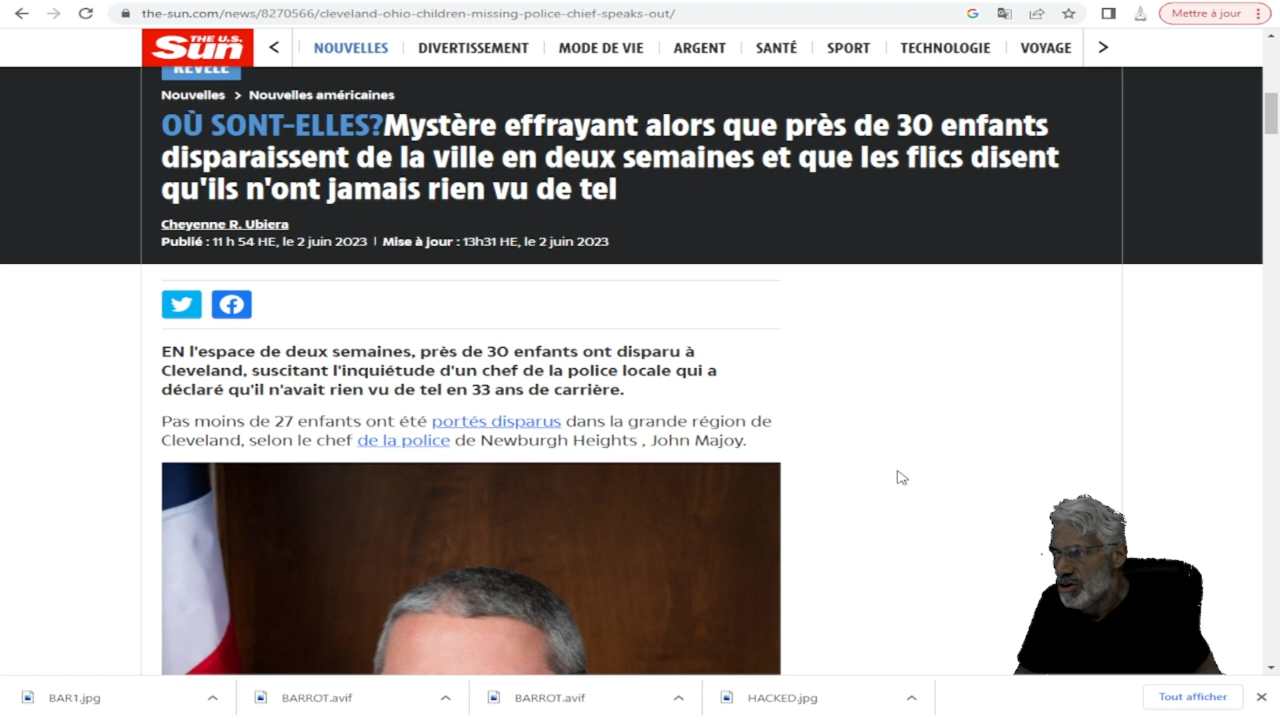 the-sun.com/news/8270566/cleveland-ohio-children-missing-police-chief-speaks-out/
Mettre à jour
THE U.S.
Sun
NOUVELLES
DIVERTISSEMENT
MODE DE VIE
ARGENT
SANTÉ
SPORT
TECHNOLOGIE
VOYAGE
RÉVÉLÉ
Nouvelles > Nouvelles américaines
OÙ SONT-ELLES?Mystère effrayant alors que près de 30 enfants
disparaissent de la ville en deux semaines et que les flics disent
qu'ils n'ont jamais rien vu de tel
Cheyenne R. Ubiera
Publié : 11 h 54 HE, le 2 juin 2023 | Mise à jour : 13h31 HE, le 2 juin 2023
EN l'espace de deux semaines, près de 30 enfants ont disparu à
Cleveland, suscitant l'inquiétude d'un chef de la police locale qui a
déclaré qu'il n'avait rien vu de tel en 33 ans de carrière.
Pas moins de 27 enfants ont été portés disparus dans la grande région de
Cleveland, selon le chef de la police de Newburgh Heights , John Majoy.
BAR1.jpg
BARROT.avif
BARROT.avif
HACKED.jpg
Tout afficher